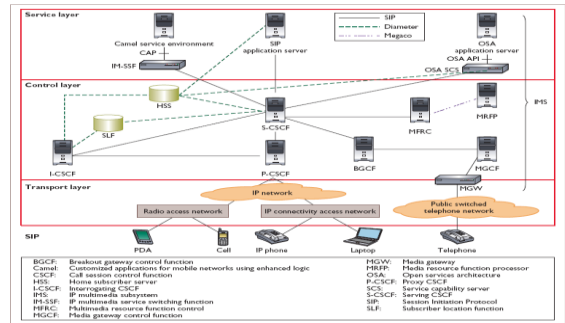 Service layer
SIP
Diameter
Megaco
Camel service environment
CAP
IM-SSF
SIP
application server
OSA
application server
OSA API
OSA SCS
Control layer
HSS
SLF
S-CSCF
MFRC
MRFP
IMS
I-CSCF
P-CSCF
BGCF
MGCF
MGW
Transport layer
IP network
Radio access network
IP connectivity access network
Public switched
telephone network
SIP
PDA
Cell
IP phone
Laptop
Telephone
BGCF: Breakout gateway control function
Camel: Customized applications for mobile networks using enhanced logic
CSCF: Call session control function
HSS: Home subscriber server
I-CSCF: Interrogating CSCF
IMS: IP multimedia subsystem
IM-SSF: IP multimedia service switching function
MFRC: Multimedia resource function control
MGCF: Media gateway control function
MGW: Media gateway
MRFP: Media resource function processor
OSA: Open services architecture
P-CSCF: Proxy CSCF
SCS: Service capability server
S-CSCF: Serving CSCF
SIP: Session Initiation Protocol
SLF: Subscriber location function